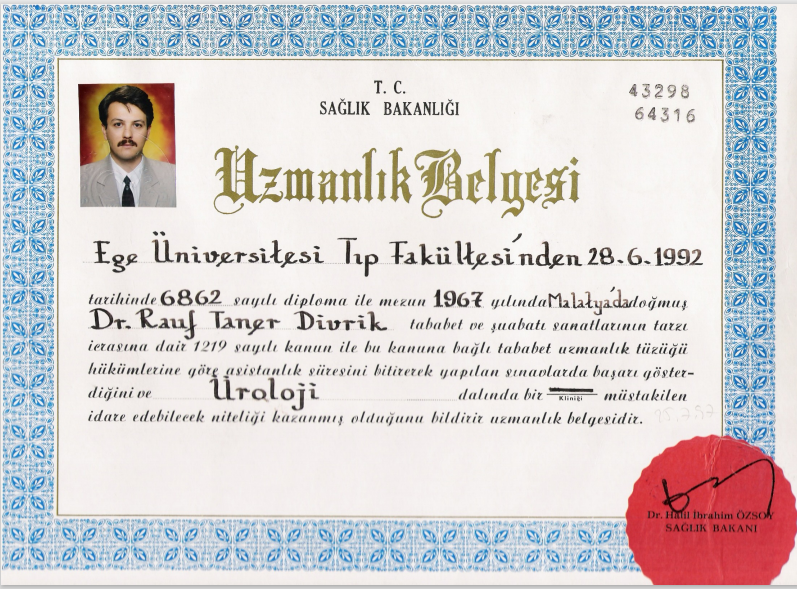 T. C.
SAĞLIK BAKANLIĞI
43298
64316
Uzmanlık Belgesi
Ege Üniversitesi Tıp Fakültesi'nden 28.6.1992
tarihinde 6862 sayılı diploma ile mezun 1967 yılında Malatya'da doğmuş
Dr. Rauf Taner Divrik tababet ve şuabatı sanatlarının tarzı
icrasına dair 1219 sayılı kanun ile bu kanuna bağlı tababet uzmanlık tüzüğü
hükümlerine göre asistanlık süresini bitirerek yapılan sınavlarda başarı göster-
diğini ve Üroloji dalında bir Kliniği müstakilen
idare edebilecek niteliği kazanmış olduğunu bildirir uzmanlık belgesidir.
Dr. Halil İbrahim ÖZSOY
SAĞLIK BAKANI